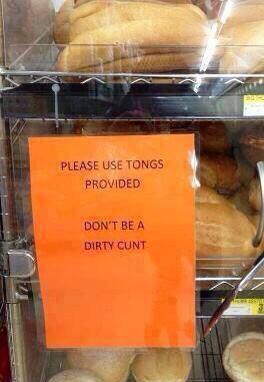 PLEASE USE TONGS
PROVIDED
DON'T BE A
DIRTY CUNT